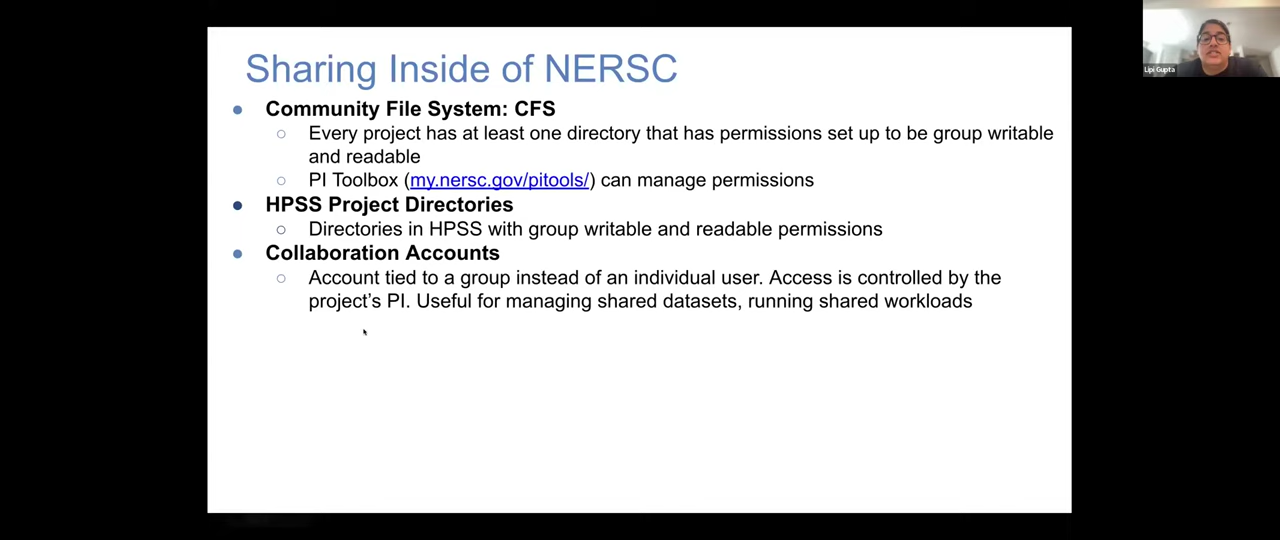 Sharing Inside of NERSC
● Community File System: CFS
○ Every project has at least one directory that has permissions set up to be group writable
and readable
○ PI Toolbox (my.nersc.gov/pitools/) can manage permissions
● HPSS Project Directories
○ Directories in HPSS with group writable and readable permissions
● Collaboration Accounts
○ Account tied to a group instead of an individual user. Access is controlled by the
project's PI. Useful for managing shared datasets, running shared workloads
Lipi Gupta